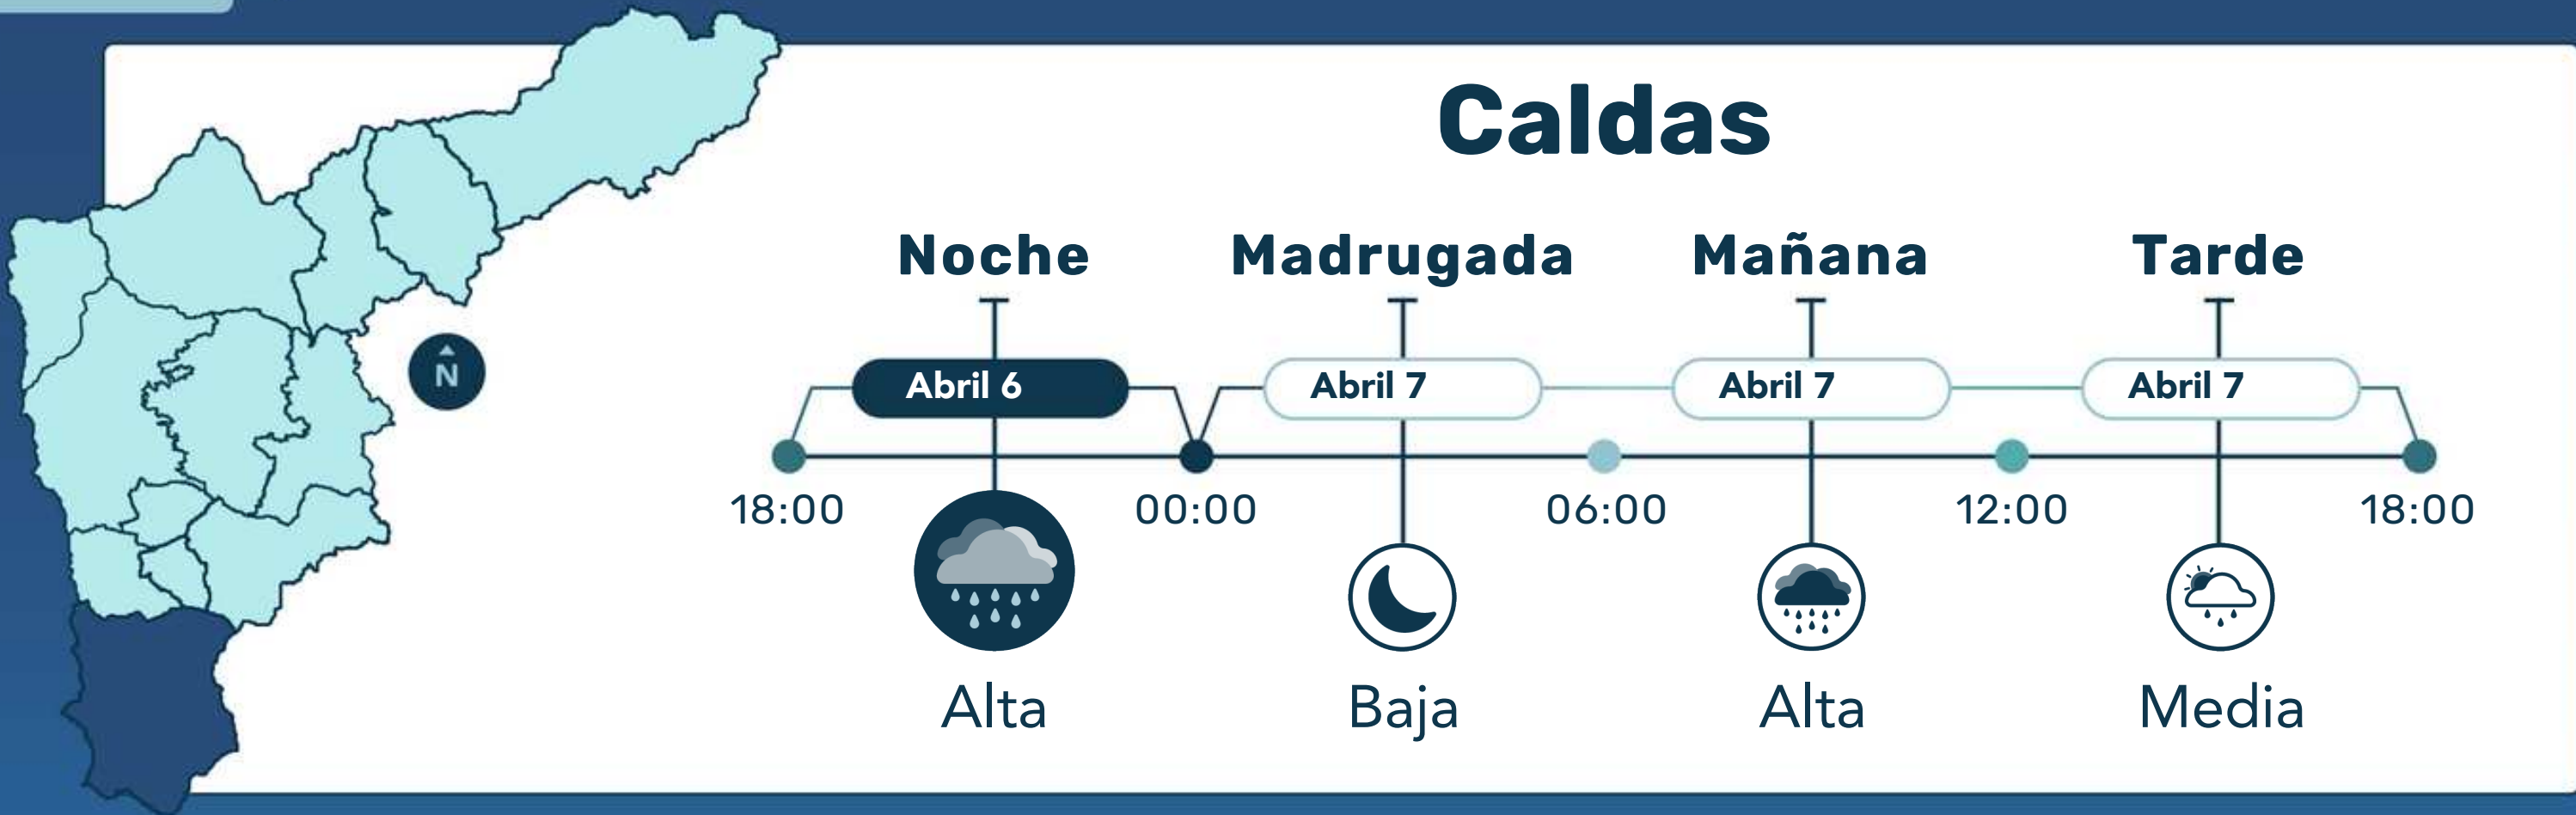 Caldas
Noche Madrugada Mañana Tarde
Abril 6 Abril 7 Abril 7 Abril 7
N
18:00 00:00 06:00 12:00 18:00
Alta Baja Alta Media